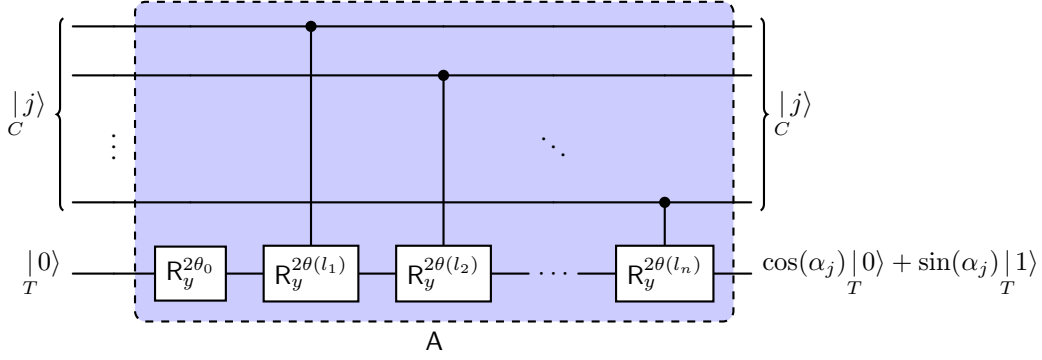 |j⟩
C
⋮
⋱
|j⟩
C
|0⟩
T
R_y^{2θ_0}
R_y^{2θ(l_1)}
R_y^{2θ(l_2)}
···
R_y^{2θ(l_n)}
cos(α_j)|0⟩ + sin(α_j)|1⟩
T T
A